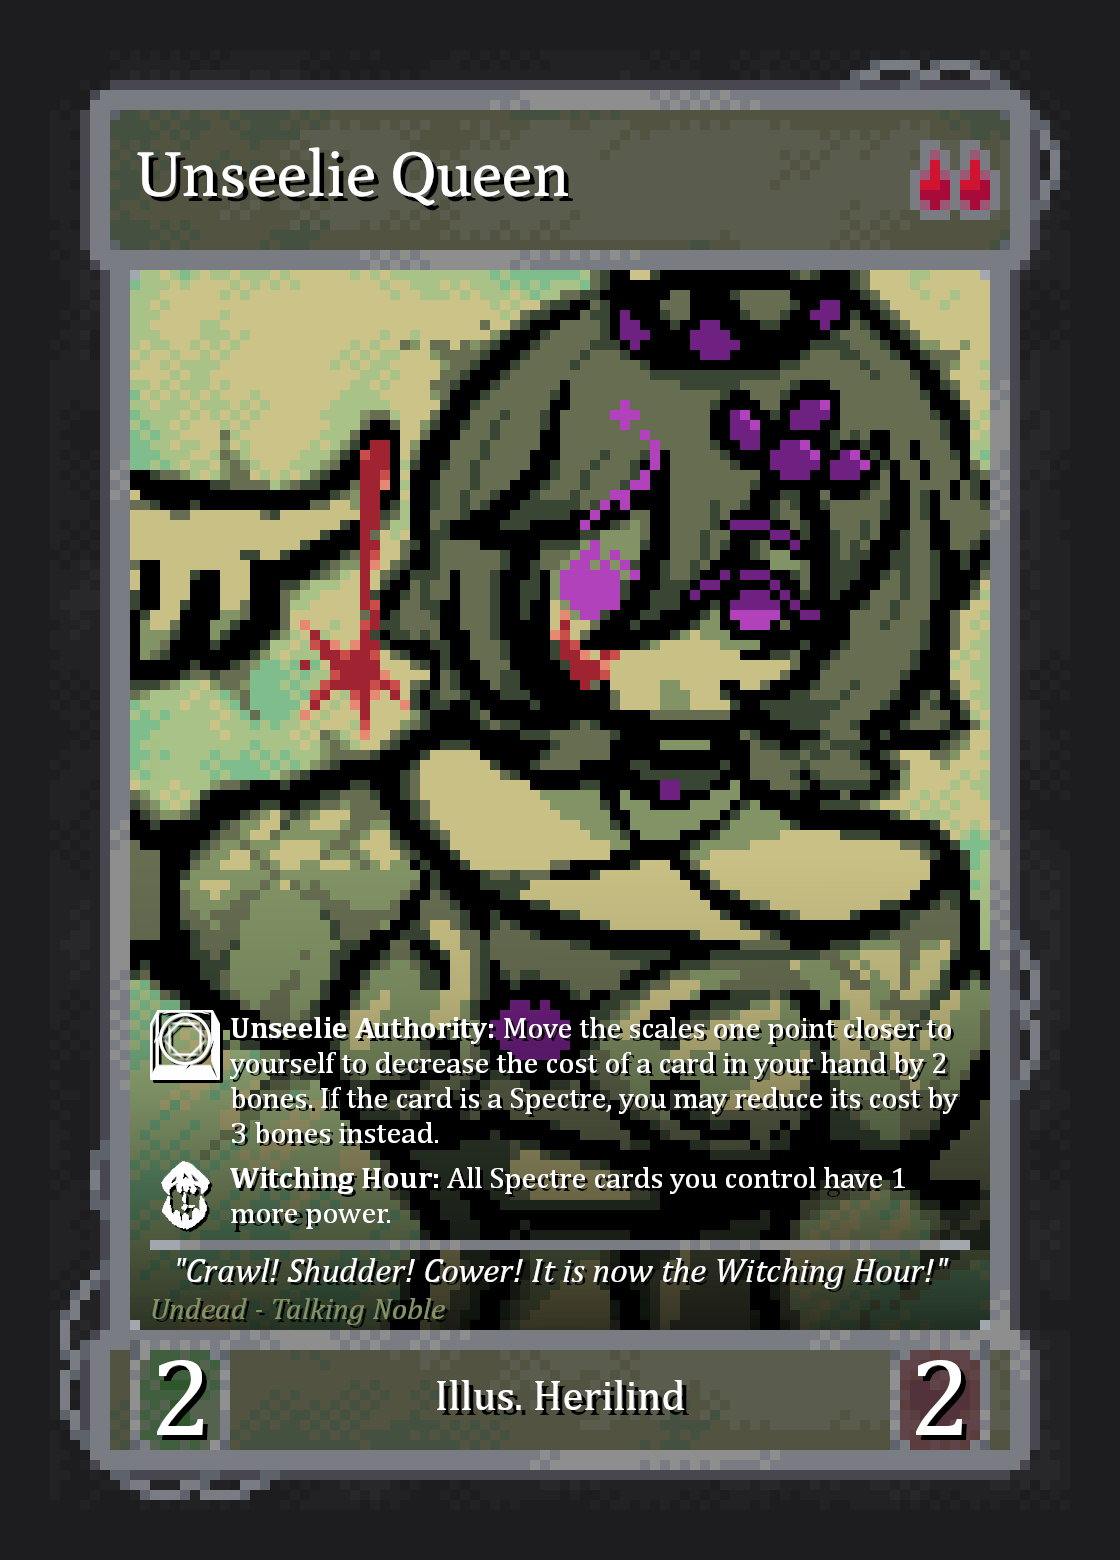 Unseelie Queen
Unseelie Authority: Move the scales one point closer to
yourself to decrease the cost of a card in your hand by 2
bones. If the card is a Spectre, you may reduce its cost by
3 bones instead.
Witching Hour: All Spectre cards you control have 1
more power.
"Crawl! Shudder! Cower! It is now the Witching Hour!"
Undead - Talking Noble
2
Illus. Herilind
2